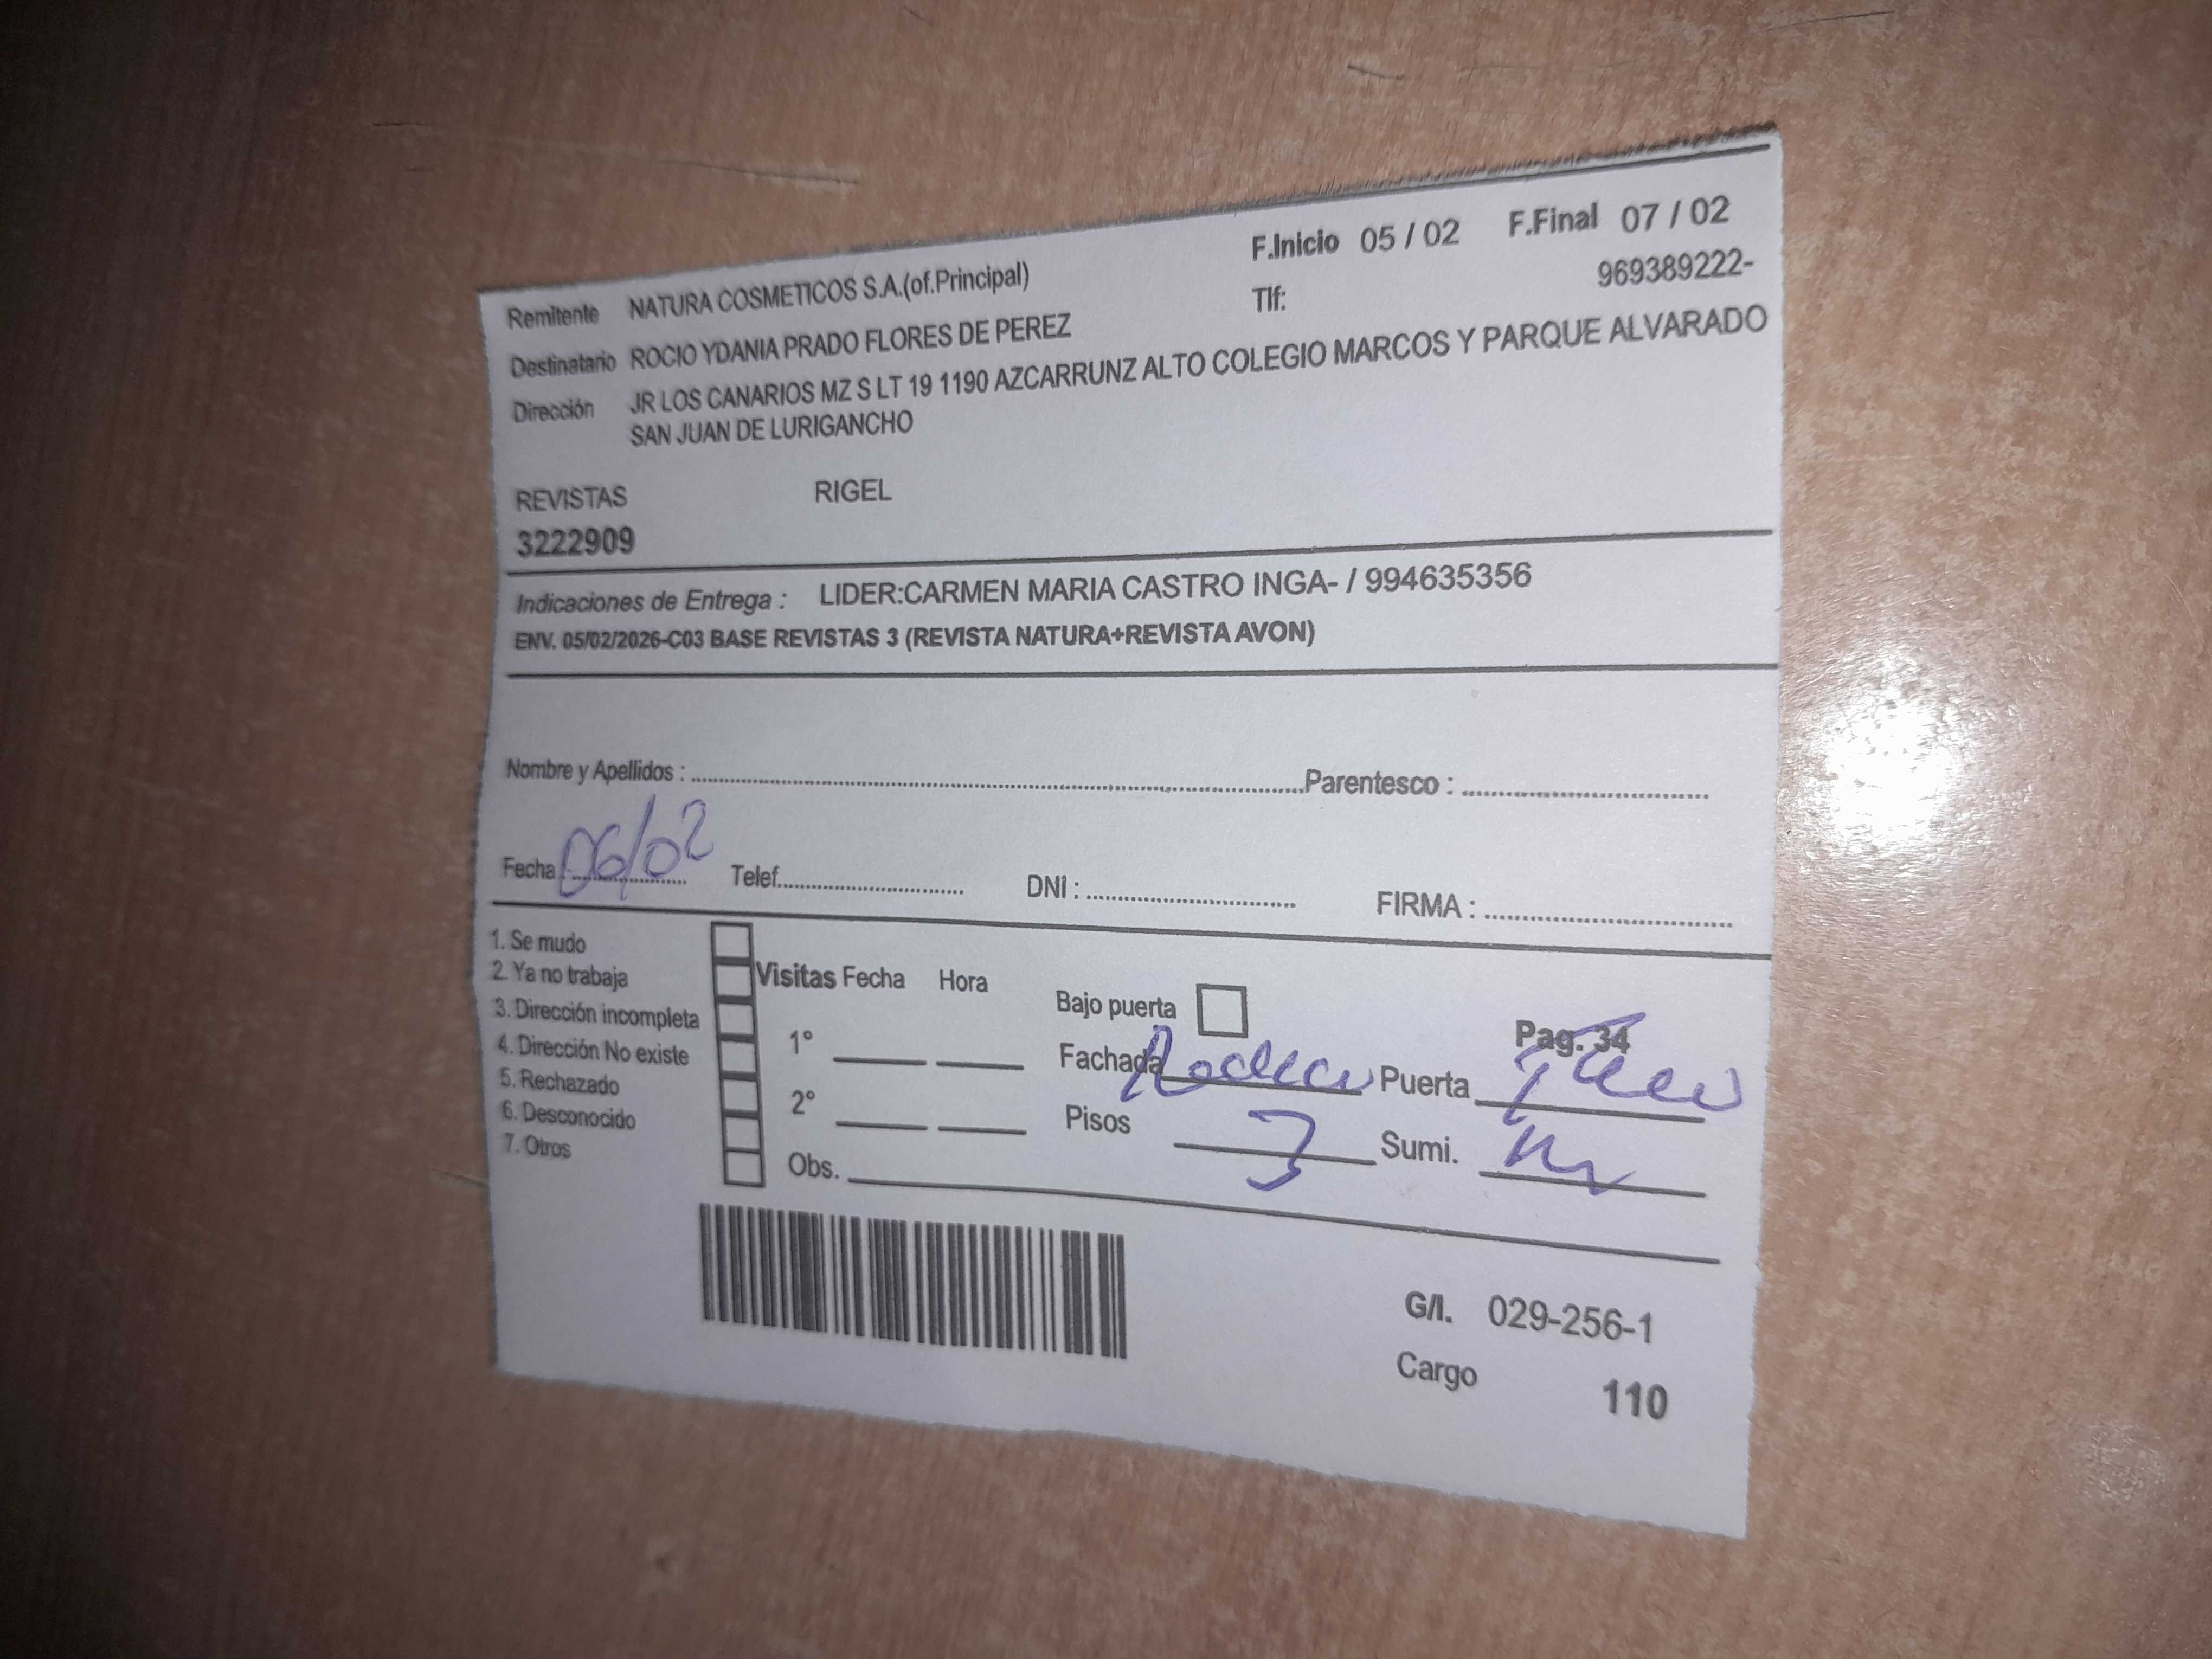 F.Inicio 05 / 02 F.Final 07 / 02
Remitente NATURA COSMETICOS S.A.(of.Principal) Tlf: 969389222-
Destinatario ROCIO YDANIA PRADO FLORES DE PEREZ
Dirección JR LOS CANARIOS MZ S LT 19 1190 AZCARRUNZ ALTO COLEGIO MARCOS Y PARQUE ALVARADO
SAN JUAN DE LURIGANCHO
REVISTAS RIGEL
3222909
Indicaciones de Entrega : LIDER:CARMEN MARIA CASTRO INGA- / 994635356
ENV. 05/02/2026-C03 BASE REVISTAS 3 (REVISTA NATURA+REVISTA AVON)
Nombre y Apellidos : Parentesco :
Fecha : 06/02 Telef. DNI : FIRMA :
1. Se mudo
2. Ya no trabaja
3. Dirección incompleta
4. Dirección No existe
5. Rechazado
6. Desconocido
7. Otros
Visitas Fecha Hora
1°
2°
Obs.
Bajo puerta Pag. 34
Fachada Puerta
Pisos 3 Sumi.
G/I. 029-256-1
Cargo 110